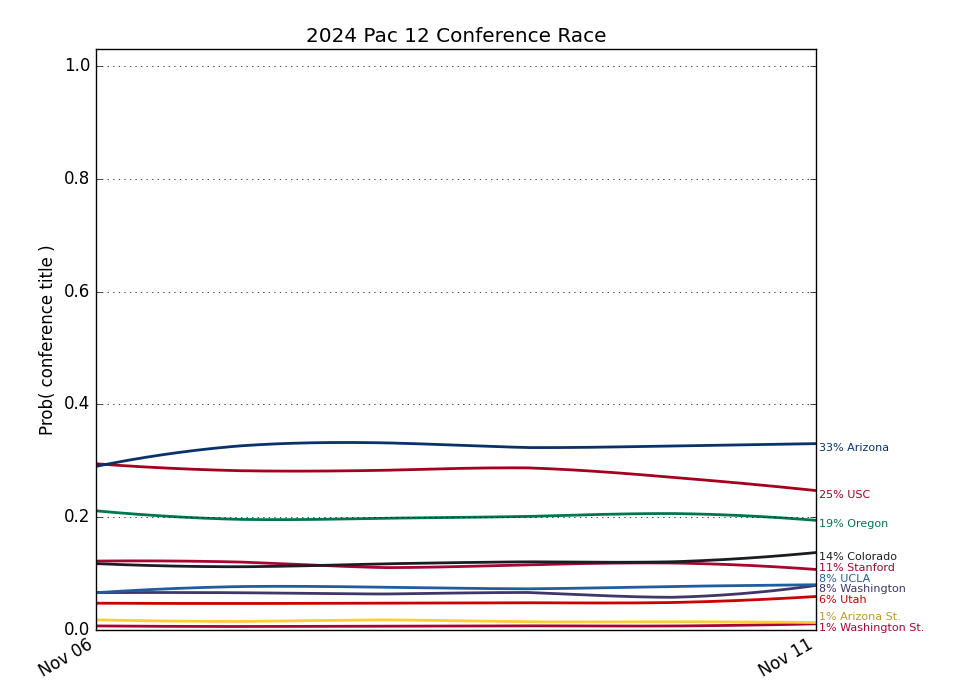 2024 Pac 12 Conference Race
1.0
0.8
0.6
0.4
0.2
0.0
Prob( conference title )
33% Arizona
25% USC
19% Oregon
14% Colorado
11% Stanford
8% UCLA
8% Washington
6% Utah
1% Arizona St.
1% Washington St.
Nov 06
Nov 11